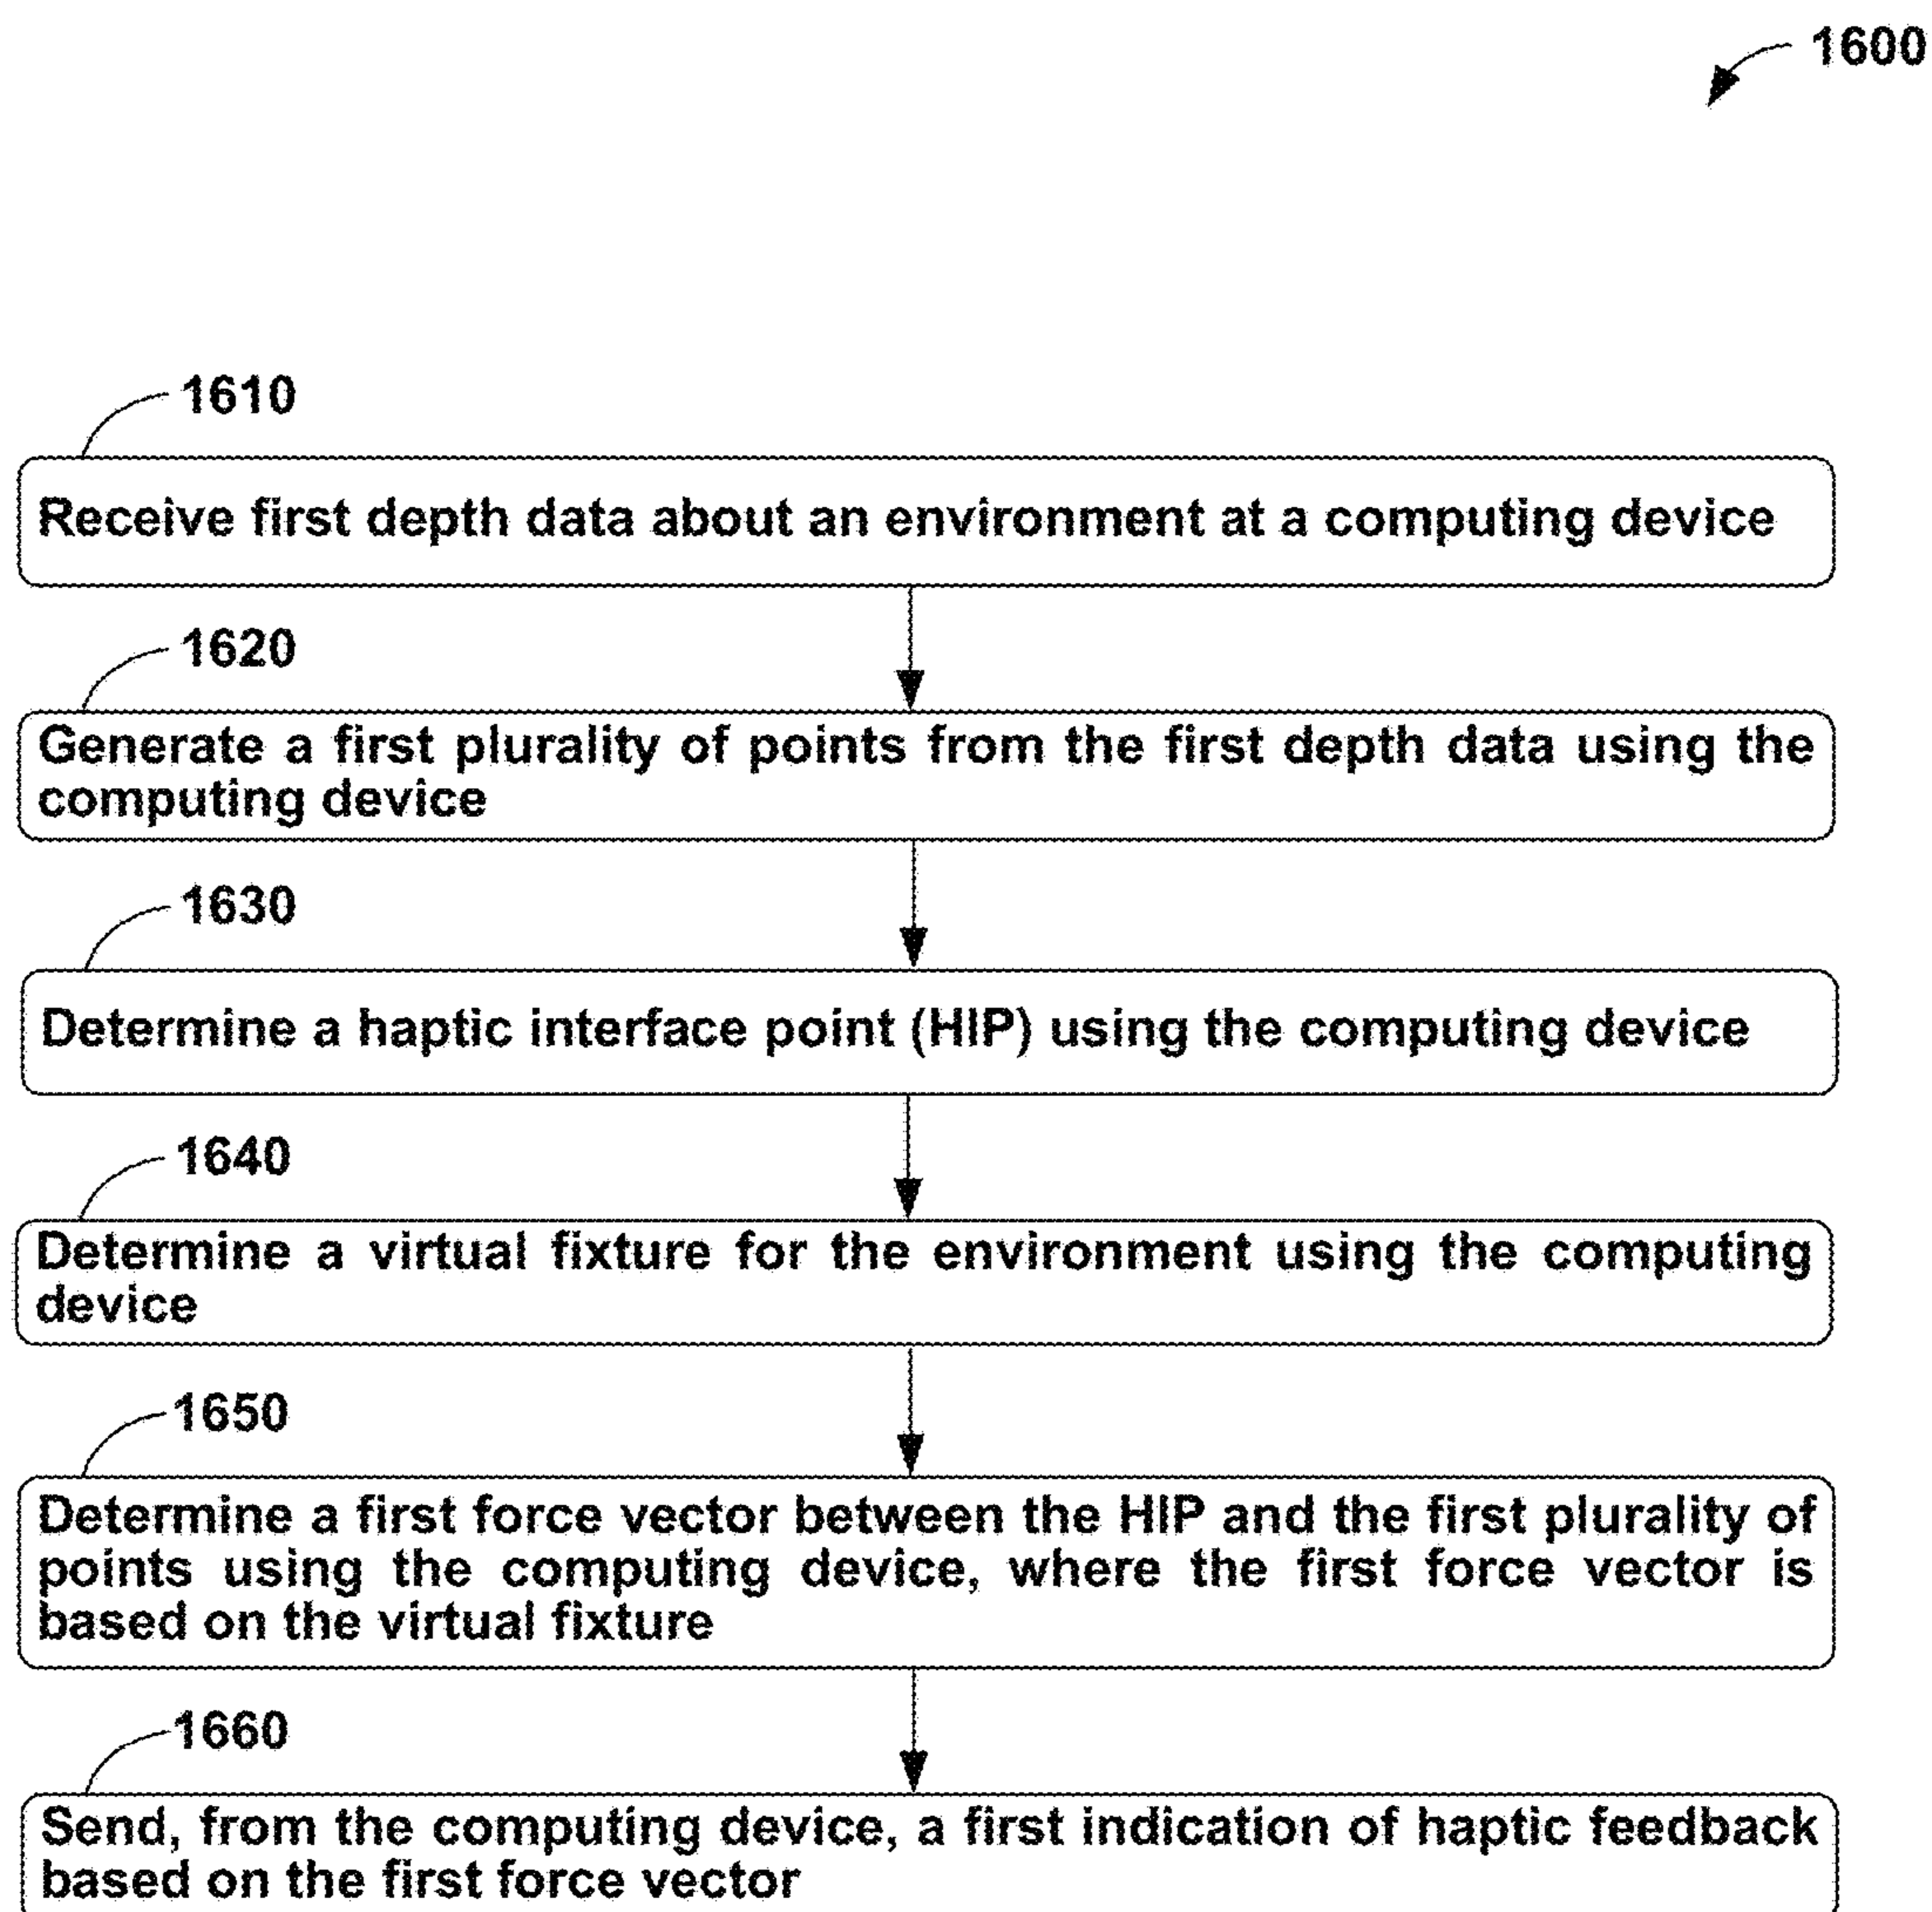 1600
1610
Receive first depth data about an environment at a computing device
1620
Generate a first plurality of points from the first depth data using the
computing device
1630
Determine a haptic interface point (HIP) using the computing device
1640
Determine a virtual fixture for the environment using the computing
device
1650
Determine a first force vector between the HIP and the first plurality of
points using the computing device, where the first force vector is
based on the virtual fixture
1660
Send, from the computing device, a first indication of haptic feedback
based on the first force vector